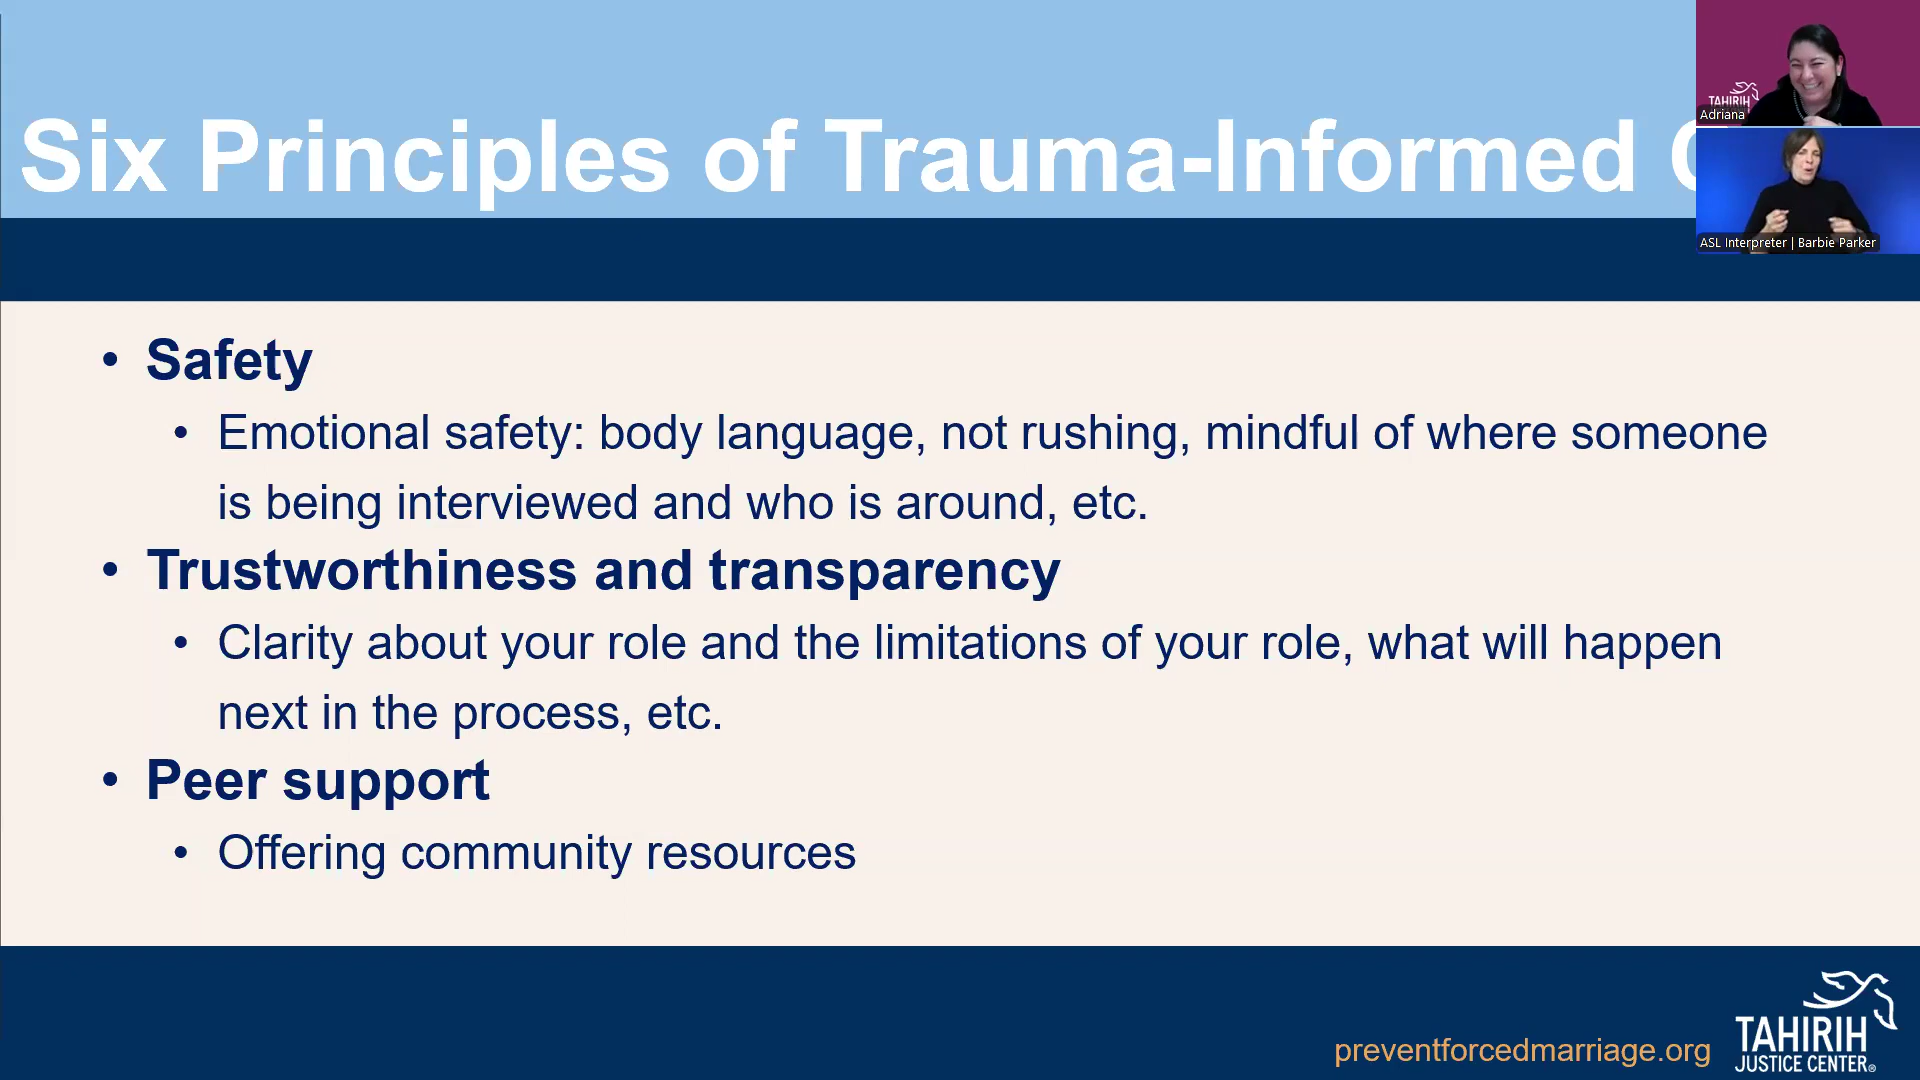 Six Principles of Trauma-Informed
TAHIRIH
Adriana
ASL Interpreter | Barbie Parker
• Safety
• Emotional safety: body language, not rushing, mindful of where someone
is being interviewed and who is around, etc.
• Trustworthiness and transparency
• Clarity about your role and the limitations of your role, what will happen
next in the process, etc.
• Peer support
• Offering community resources
preventforcedmarriage.org
TAHIRIH
JUSTICE CENTER®